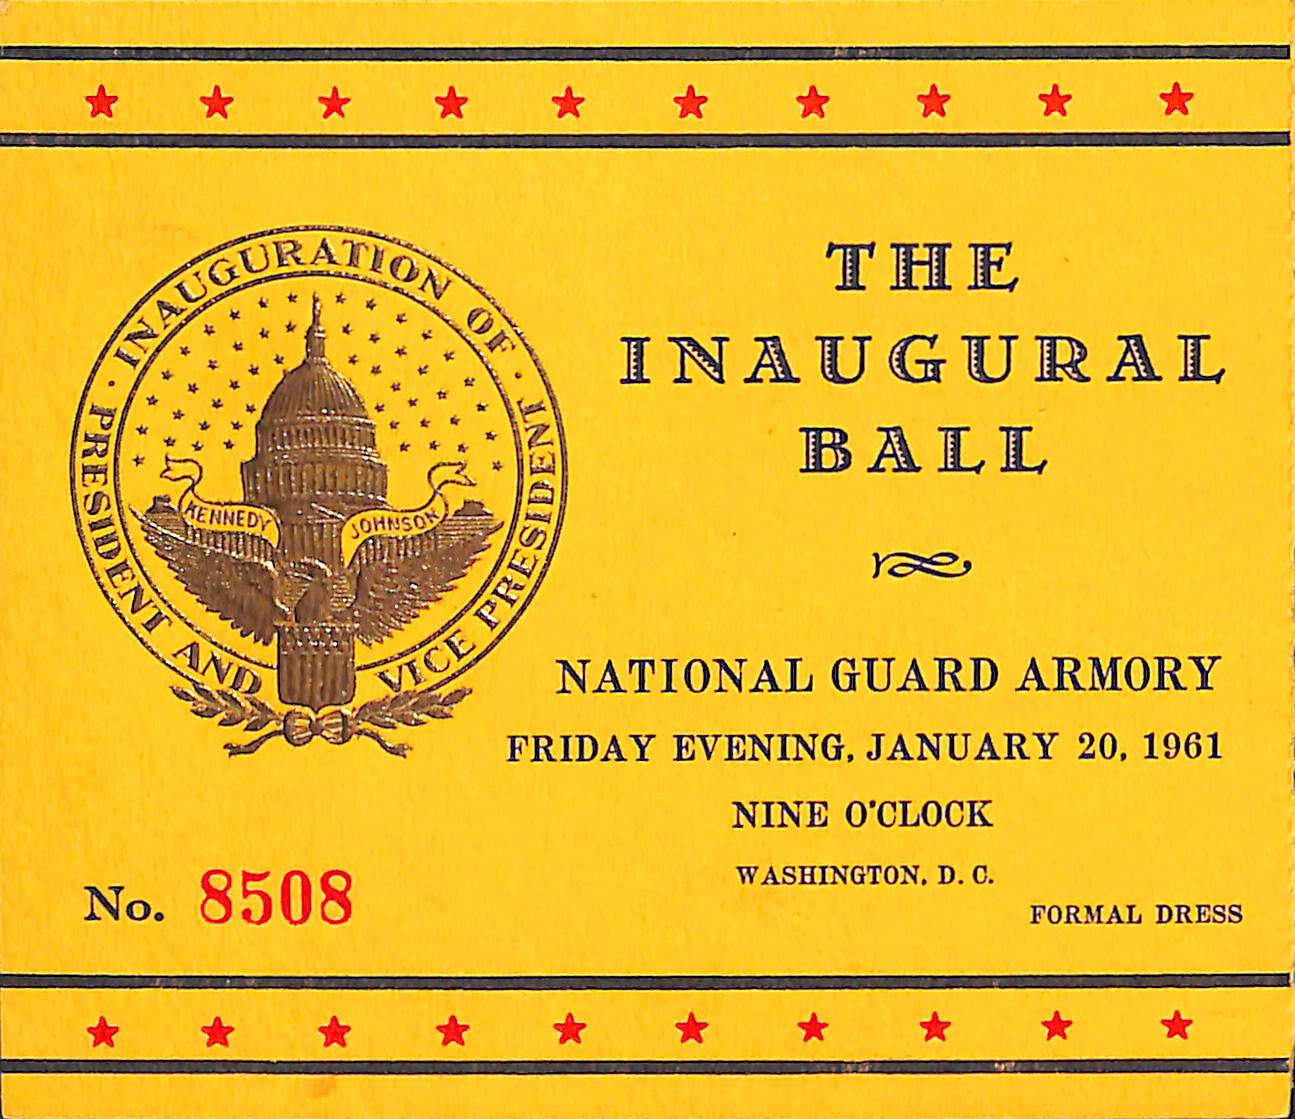 INAUGURATION OF
· PRESIDENT AND VICE PRESIDENT ·
KENNEDY JOHNSON
THE
INAUGURAL
BALL
NATIONAL GUARD ARMORY
FRIDAY EVENING, JANUARY 20, 1961
NINE O'CLOCK
WASHINGTON, D. C.
No. 8508
FORMAL DRESS